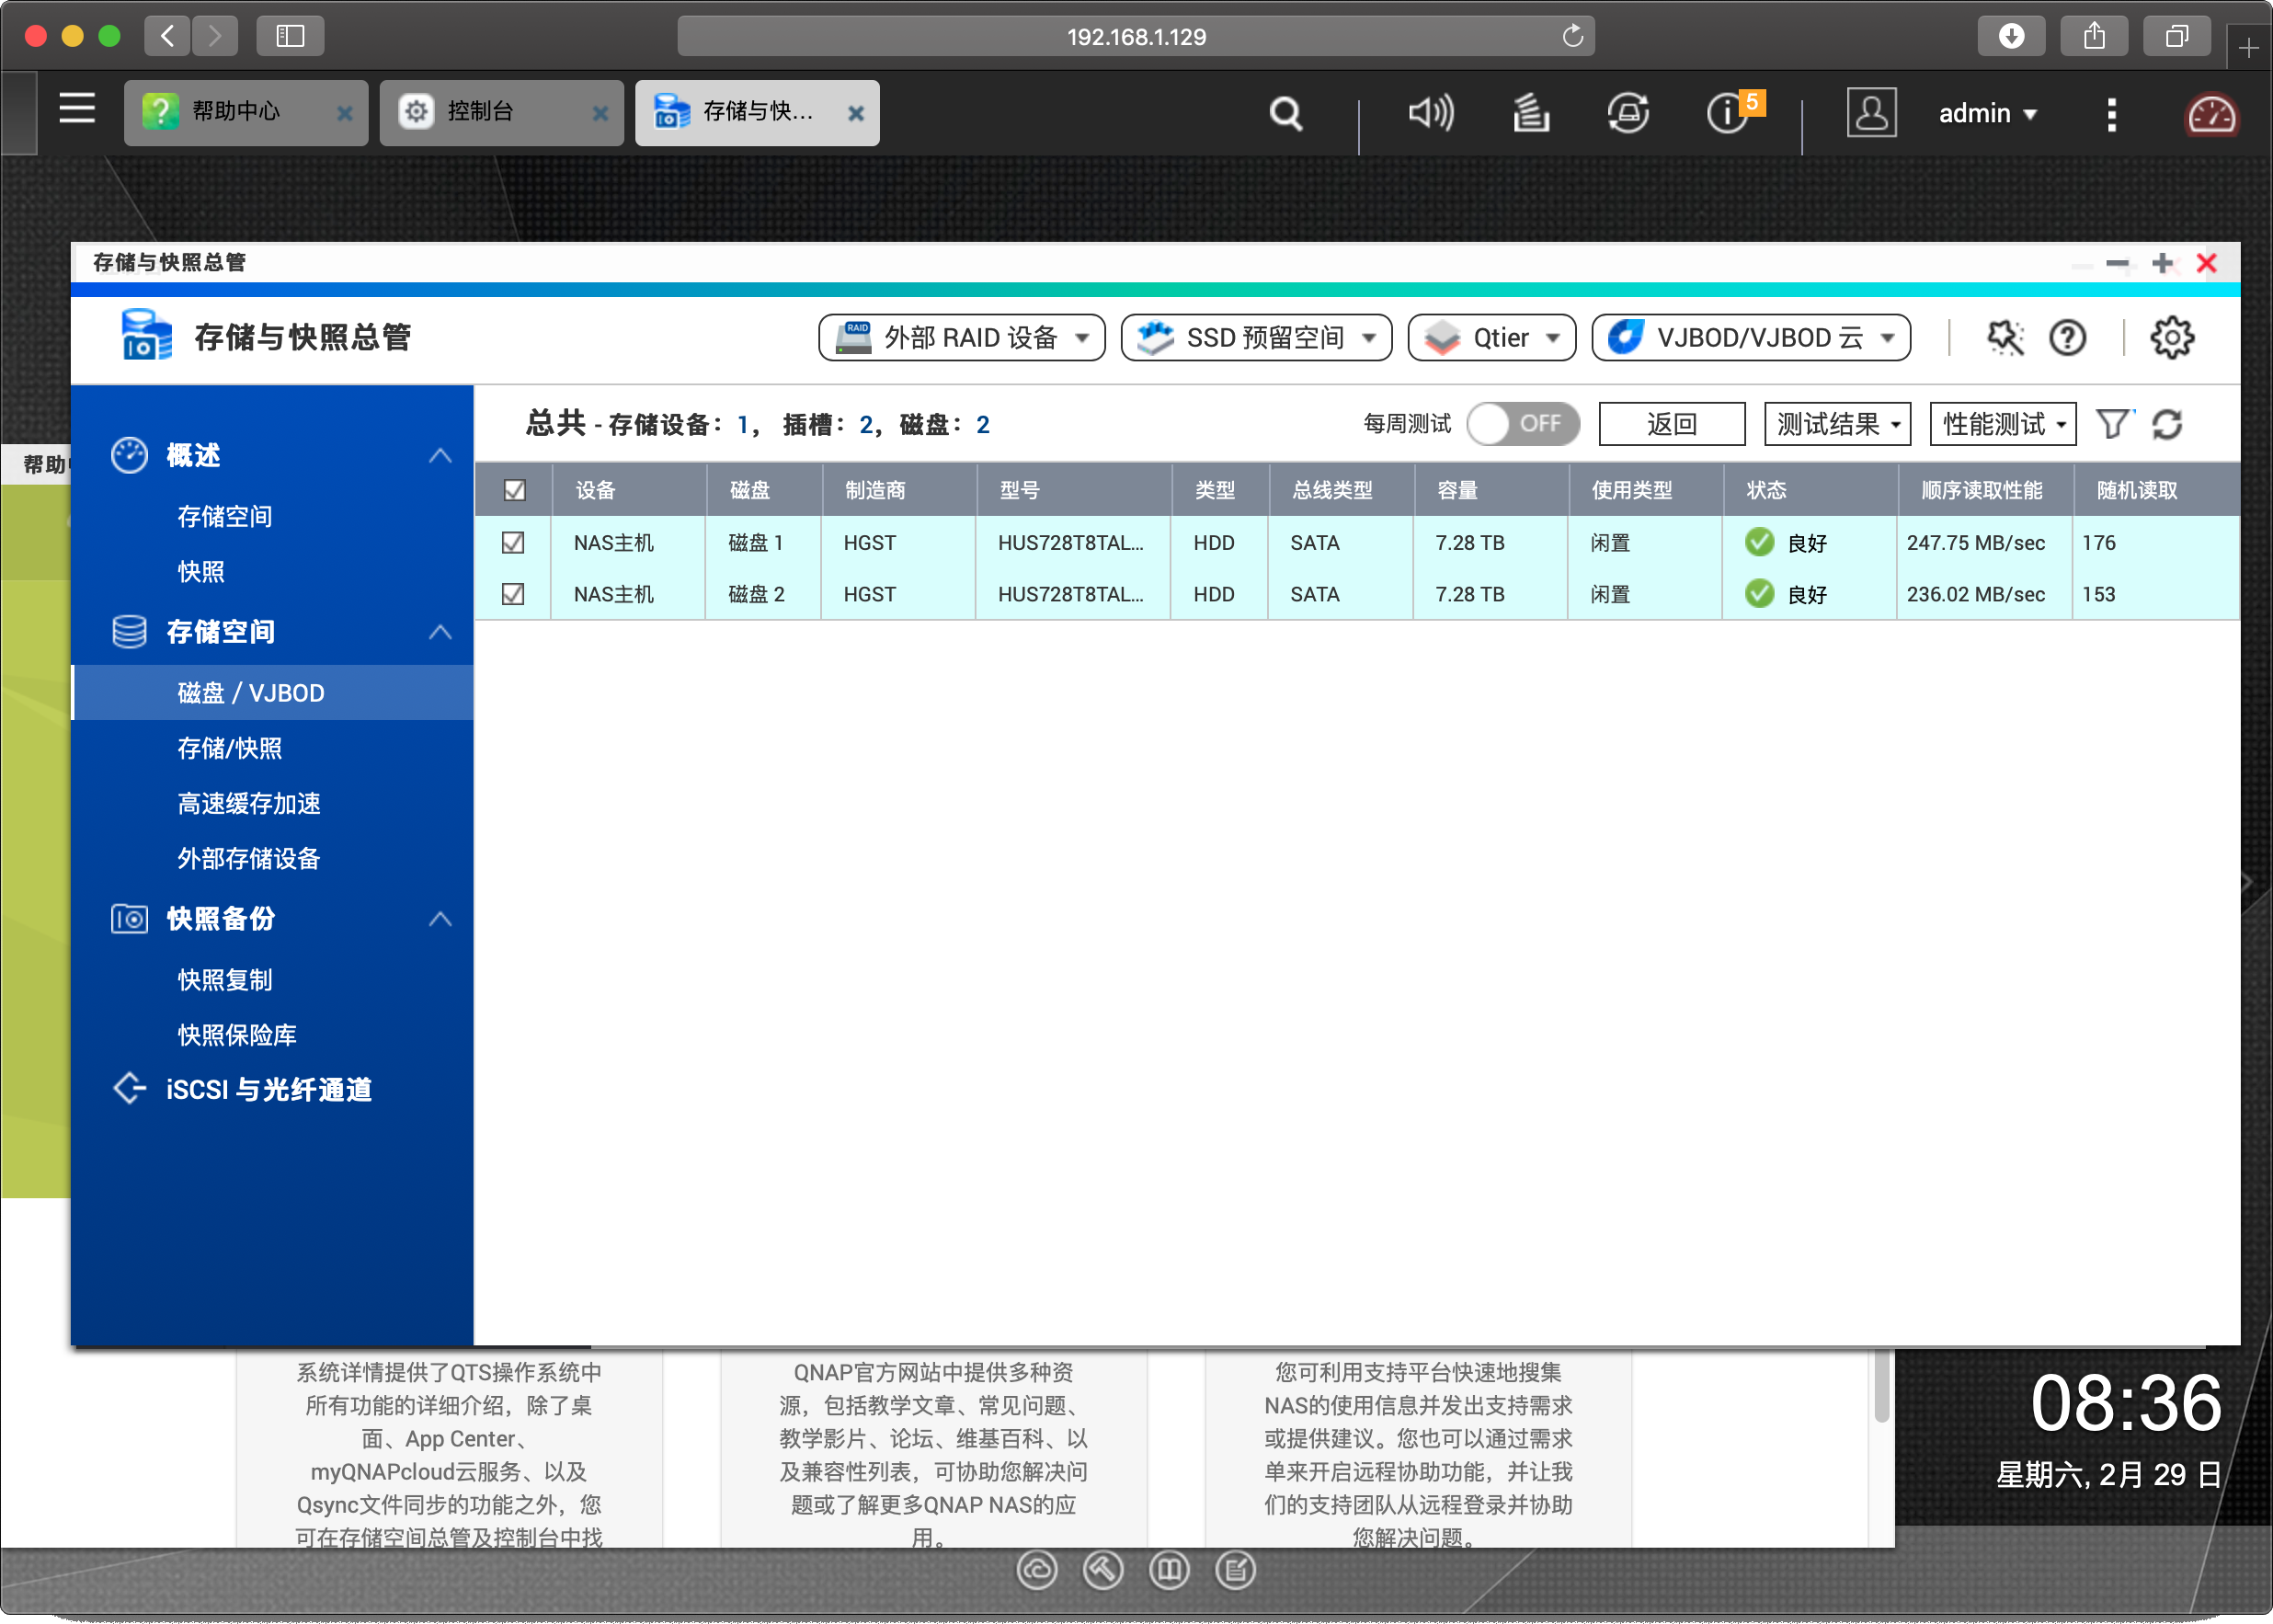 192.168.1.129
帮助中心
控制台
存储与快...
5
admin
存储与快照总管
存储与快照总管
外部 RAID 设备
SSD 预留空间
Qtier
VJBOD/VJBOD 云
概述
存储空间
快照
存储空间
磁盘 / VJBOD
存储/快照
高速缓存加速
外部存储设备
快照备份
快照复制
快照保险库
iSCSI 与光纤通道
总共 - 存储设备：1， 插槽：2，磁盘：2
每周测试 OFF 返回 测试结果 性能测试
设备 磁盘 制造商 型号 类型 总线类型 容量 使用类型 状态 顺序读取性能 随机读取
NAS主机 磁盘 1 HGST HUS728T8TAL... HDD SATA 7.28 TB 闲置 良好 247.75 MB/sec 176
NAS主机 磁盘 2 HGST HUS728T8TAL... HDD SATA 7.28 TB 闲置 良好 236.02 MB/sec 153
帮助
系统详情提供了QTS操作系统中
所有功能的详细介绍，除了桌
面、App Center、
myQNAPcloud云服务、以及
Qsync文件同步的功能之外，您
可在存储空间总管及控制台中找
QNAP官方网站中提供多种资
源，包括教学文章、常见问题、
教学影片、论坛、维基百科、以
及兼容性列表，可协助您解决问
题或了解更多QNAP NAS的应
用。
您可利用支持平台快速地搜集
NAS的使用信息并发出支持需求
或提供建议。您也可以通过需求
单来开启远程协助功能，并让我
们的支持团队从远程登录并协助
您解决问题。
08:36
星期六, 2月 29 日